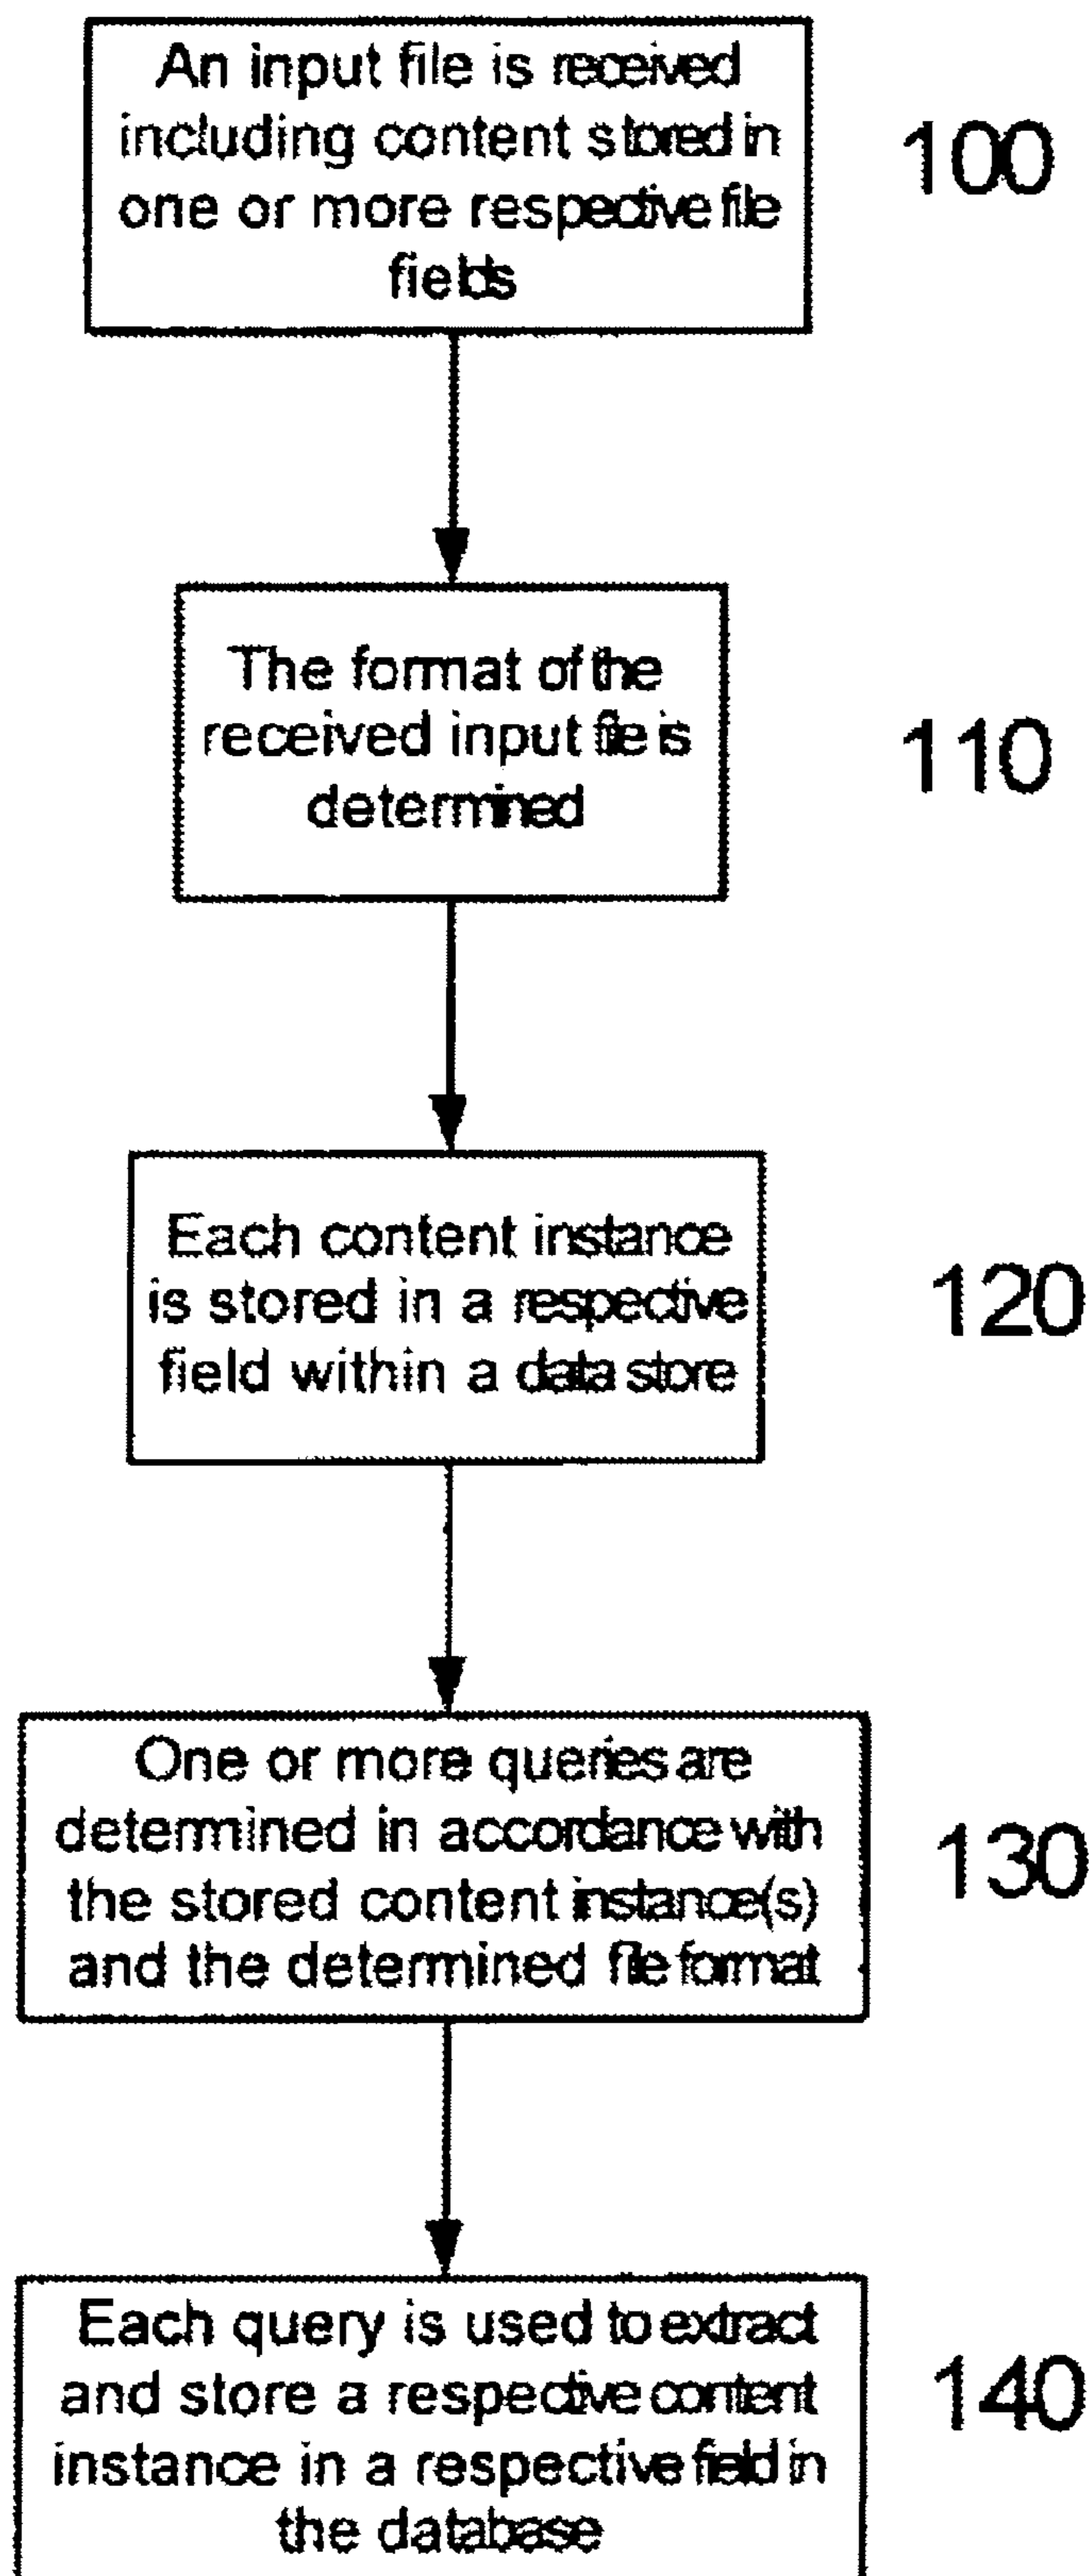 An input file is received
including content stored in
one or more respective file
fields
100
The format of the
received input file is
determined
110
Each content instance
is stored in a respective
field within a data store
120
One or more queries are
determined in accordance with
the stored content instance(s)
and the determined file format
130
Each query is used to extract
and store a respective content
instance in a respective field in
the database
140